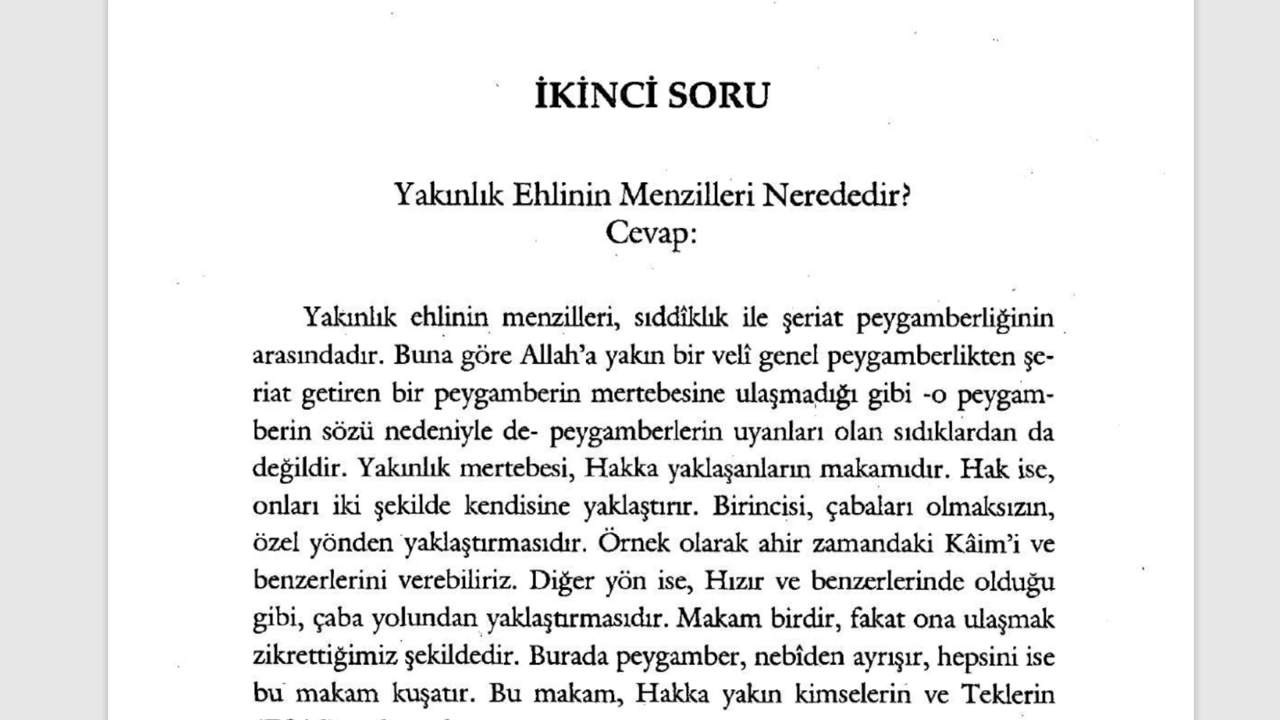 İKİNCİ SORU
Yakınlık Ehlinin Menzilleri Nerededir?
Cevap:
Yakınlık ehlinin menzilleri, sıddîklık ile şeriat peygamberliğinin
arasındadır. Buna göre Allah'a yakın bir velî genel peygamberlikten şe-
riat getiren bir peygamberin mertebesine ulaşmadığı gibi -o peygam-
berin sözü nedeniyle de- peygamberlerin uyanları olan sıdıklardan da
değildir. Yakınlık mertebesi, Hakka yaklaşanların makamıdır. Hak ise,
onları iki şekilde kendisine yaklaştırır. Birincisi, çabaları olmaksızın,
özel yönden yaklaştırmasıdır. Örnek olarak ahir zamandaki Kâim'i ve
benzerlerini verebiliriz. Diğer yön ise, Hızır ve benzerlerinde olduğu
gibi, çaba yolundan yaklaştırmasıdır. Makam birdir, fakat ona ulaşmak
zikrettiğimiz şekildedir. Burada peygamber, nebîden ayrışır, hepsini ise
bu makam kuşatır. Bu makam, Hakka yakın kimselerin ve Teklerin